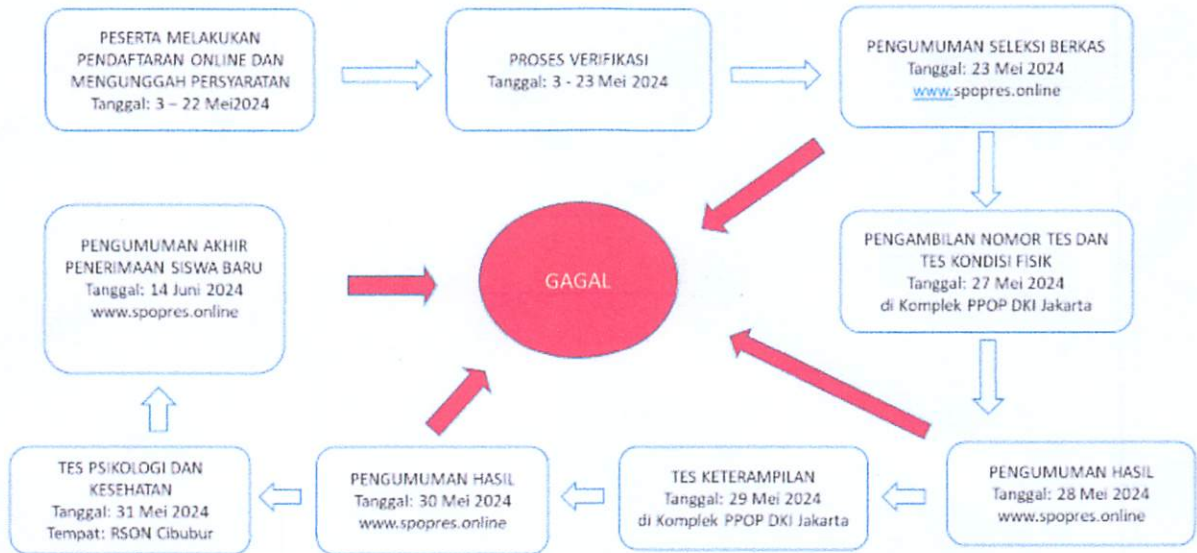 PESERTA MELAKUKAN
PENDAFTARAN ONLINE DAN
MENGUNGGAH PERSYARATAN
Tanggal: 3 – 22 Mei2024
PROSES VERIFIKASI
Tanggal: 3 - 23 Mei 2024
PENGUMUMAN SELEKSI BERKAS
Tanggal: 23 Mei 2024
www.spopres.online
PENGAMBILAN NOMOR TES DAN
TES KONDISI FISIK
Tanggal: 27 Mei 2024
di Komplek PPOP DKI Jakarta
PENGUMUMAN HASIL
Tanggal: 28 Mei 2024
www.spopres.online
TES KETERAMPILAN
Tanggal: 29 Mei 2024
di Komplek PPOP DKI Jakarta
PENGUMUMAN HASIL
Tanggal: 30 Mei 2024
www.spopres.online
TES PSIKOLOGI DAN
KESEHATAN
Tanggal: 31 Mei 2024
Tempat: RSON Cibubur
PENGUMUMAN AKHIR
PENERIMAAN SISWA BARU
Tanggal: 14 Juni 2024
www.spopres.online
GAGAL